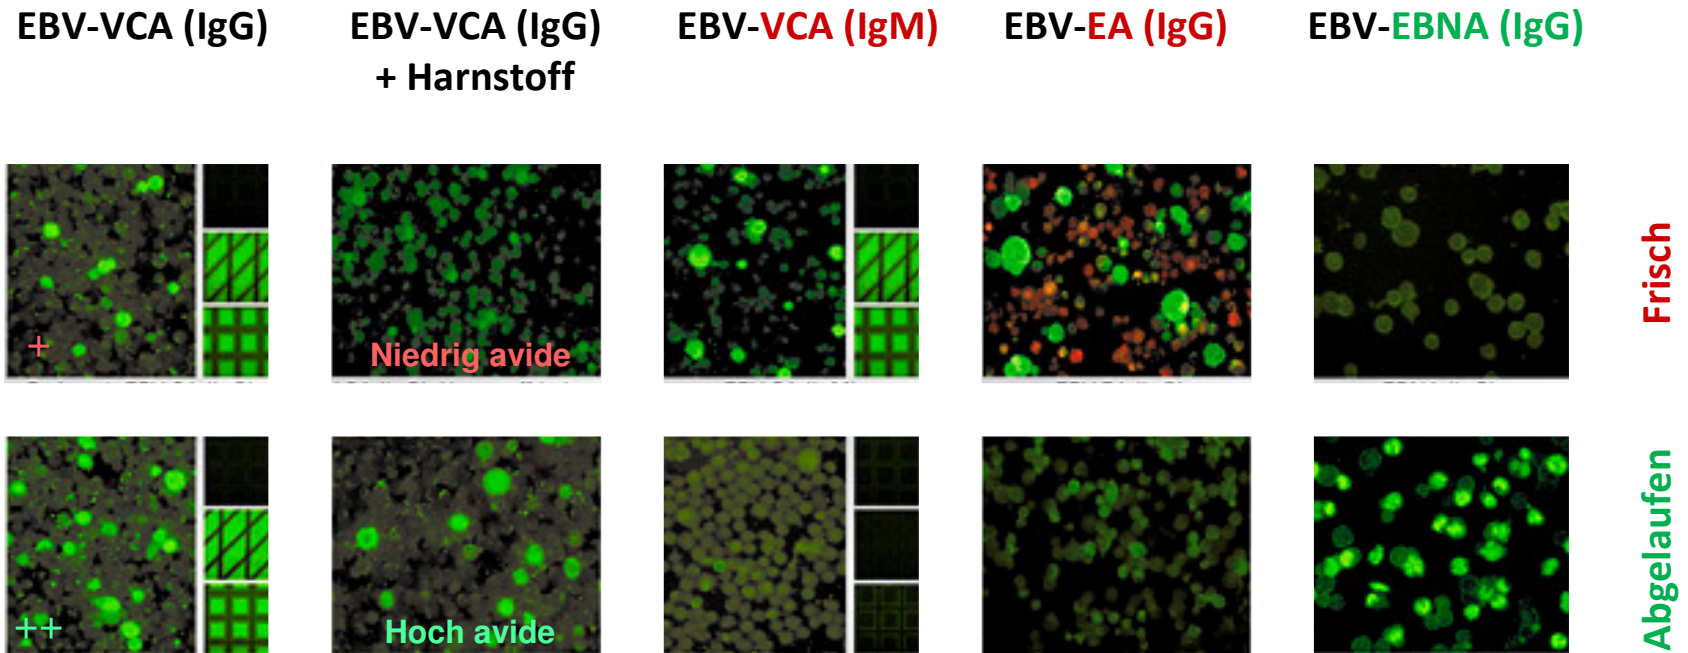 EBV-VCA (IgG)
EBV-VCA (IgG)
+ Harnstoff
EBV-VCA (IgM)
EBV-EA (IgG)
EBV-EBNA (IgG)
+
Niedrig avide
Frisch
++
Hoch avide
Abgelaufen